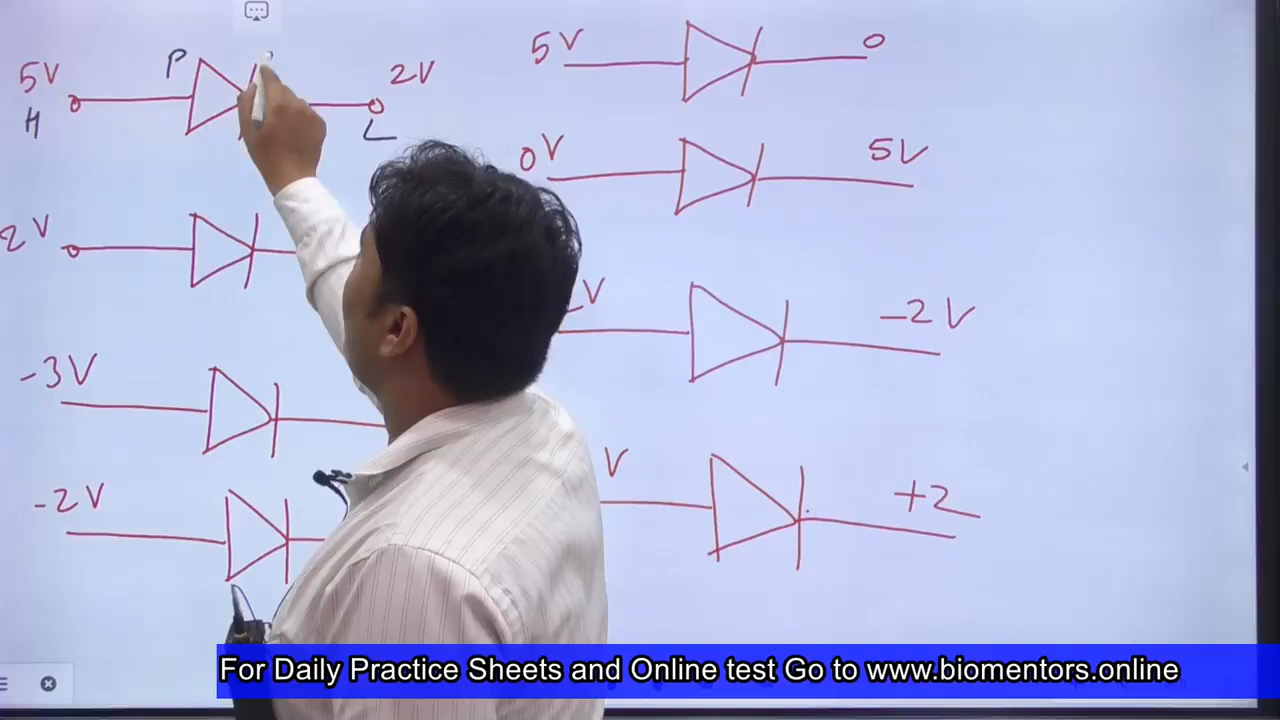 5V P 2V
H L
2V
-3V
-2V
5V 0
0V 5V
V -2V
V +2
For Daily Practice Sheets and Online test Go to www.biomentors.online